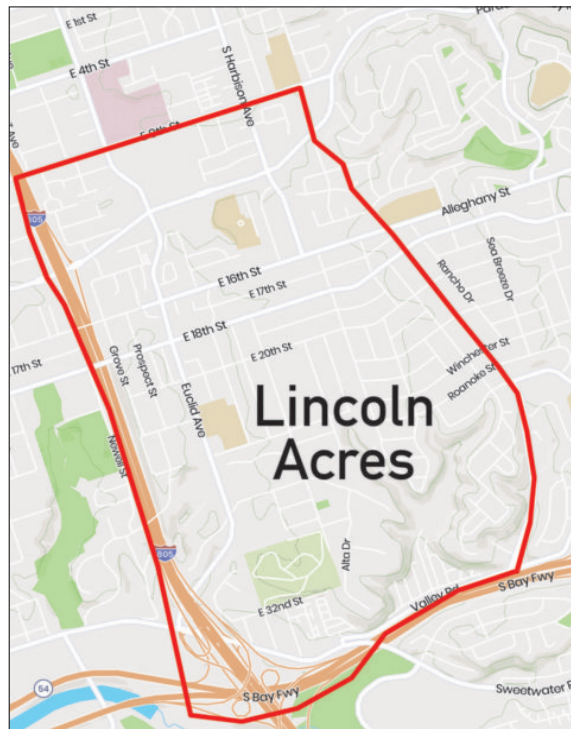 E 1st St
E 4th St
S Harbison Ave
Ave
E 8th St
805
Alleghany St
E 16th St
E 17th St
Sea Breeze Dr
Rancho Dr
E 18th St
17th St
Grove St
Prospect St
E 20th St
Winchester St
Roanoke St
Euclid Ave
Lincoln
Acres
Newell St
805
Alta Dr
Valley Rd
S Bay Fwy
E 32nd St
54
S Bay Fwy
Sweetwater